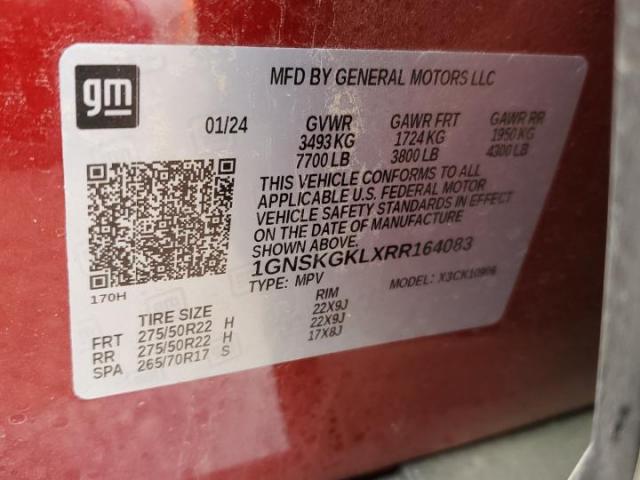 gm
MFD BY GENERAL MOTORS LLC
01/24 GVWR GAWR FRT GAWR RR
3493 KG 1724 KG 1950 KG
7700 LB 3800 LB 4300 LB
THIS VEHICLE CONFORMS TO ALL
APPLICABLE U.S. FEDERAL MOTOR
VEHICLE SAFETY STANDARDS IN EFFECT
ON THE DATE OF MANUFACTURE
SHOWN ABOVE.
1GNSKGKLXRR164083
TYPE: MPV MODEL: X3CK10906
170H
TIRE SIZE RIM
FRT 275/50R22 H 22X9J
RR 275/50R22 H 22X9J
SPA 265/70R17 S 17X8J